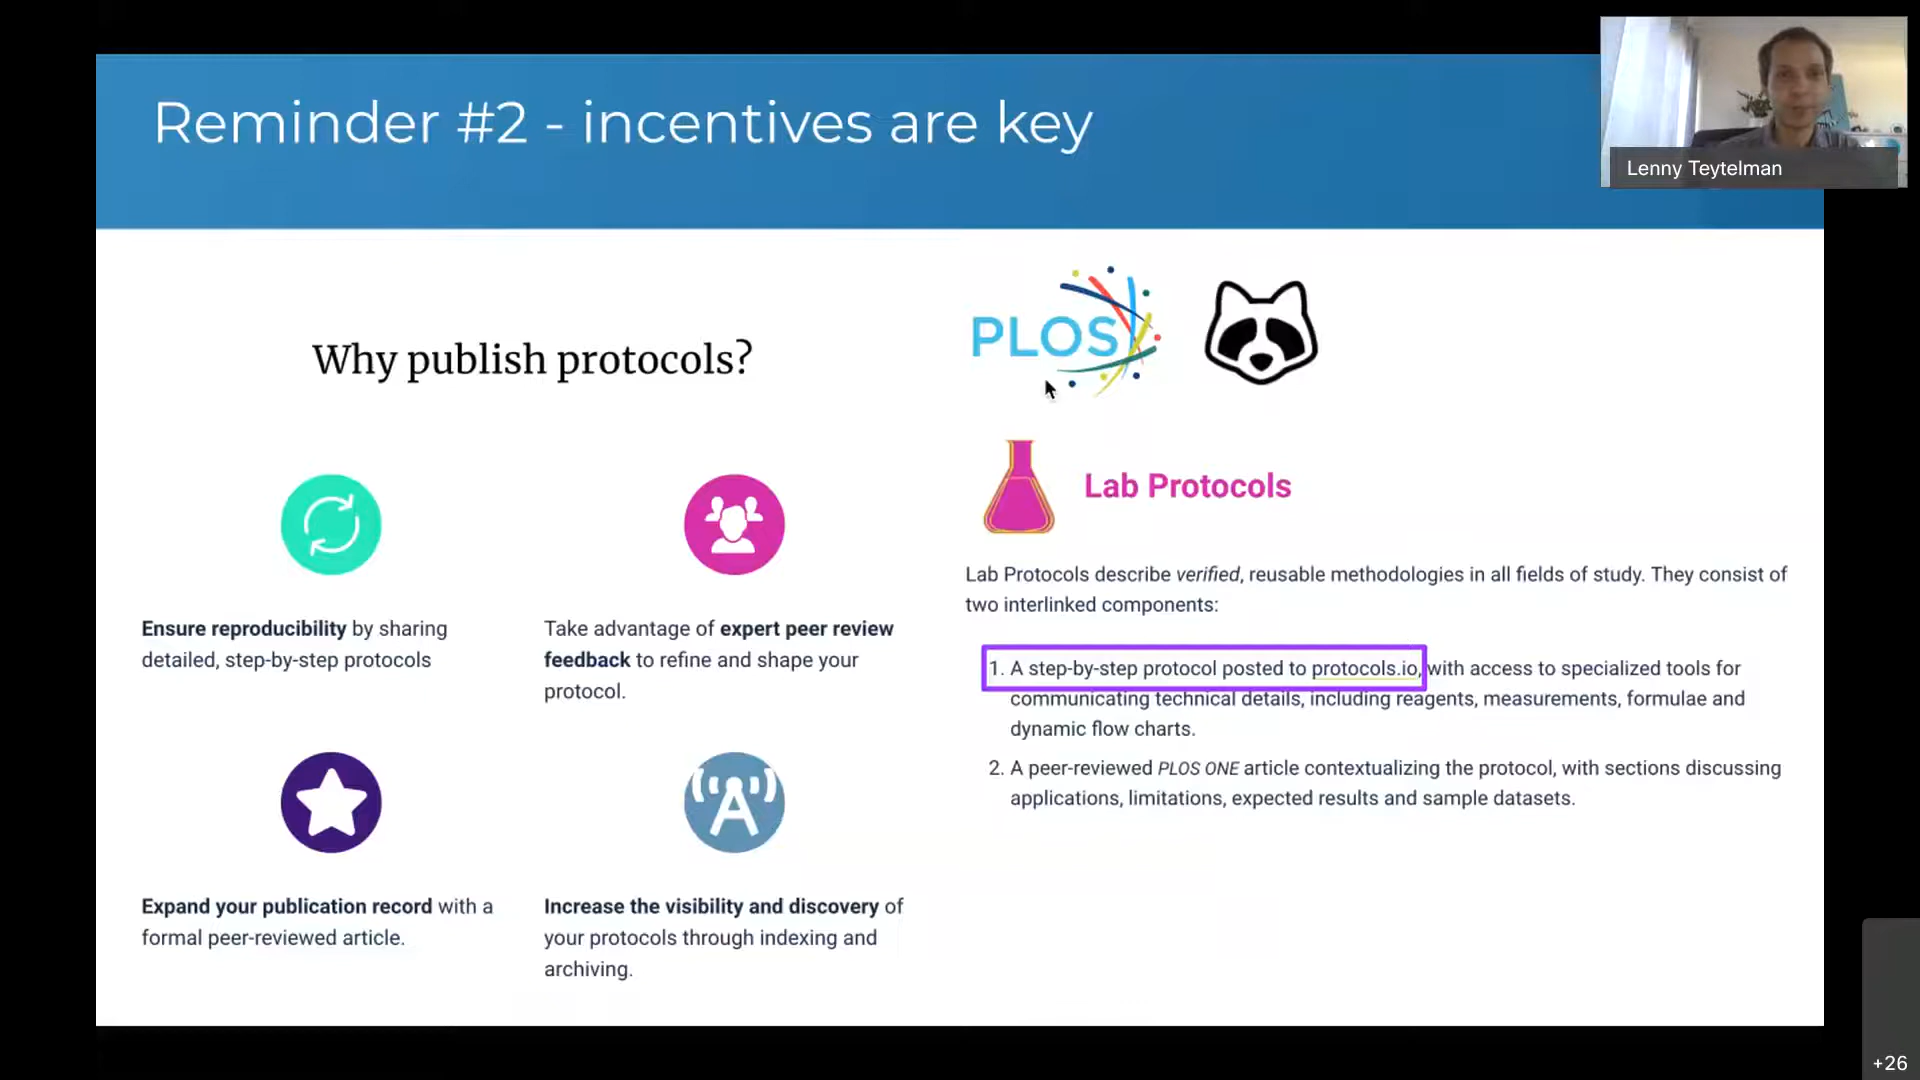 Reminder #2 - incentives are key
Lenny Teytelman
Why publish protocols?
Ensure reproducibility by sharing
detailed, step-by-step protocols
Take advantage of expert peer review
feedback to refine and shape your
protocol.
Expand your publication record with a
formal peer-reviewed article.
Increase the visibility and discovery of
your protocols through indexing and
archiving.
PLOS
Lab Protocols
Lab Protocols describe verified, reusable methodologies in all fields of study. They consist of
two interlinked components:
1. A step-by-step protocol posted to protocols.io, with access to specialized tools for
communicating technical details, including reagents, measurements, formulae and
dynamic flow charts.
2. A peer-reviewed PLOS ONE article contextualizing the protocol, with sections discussing
applications, limitations, expected results and sample datasets.
+26